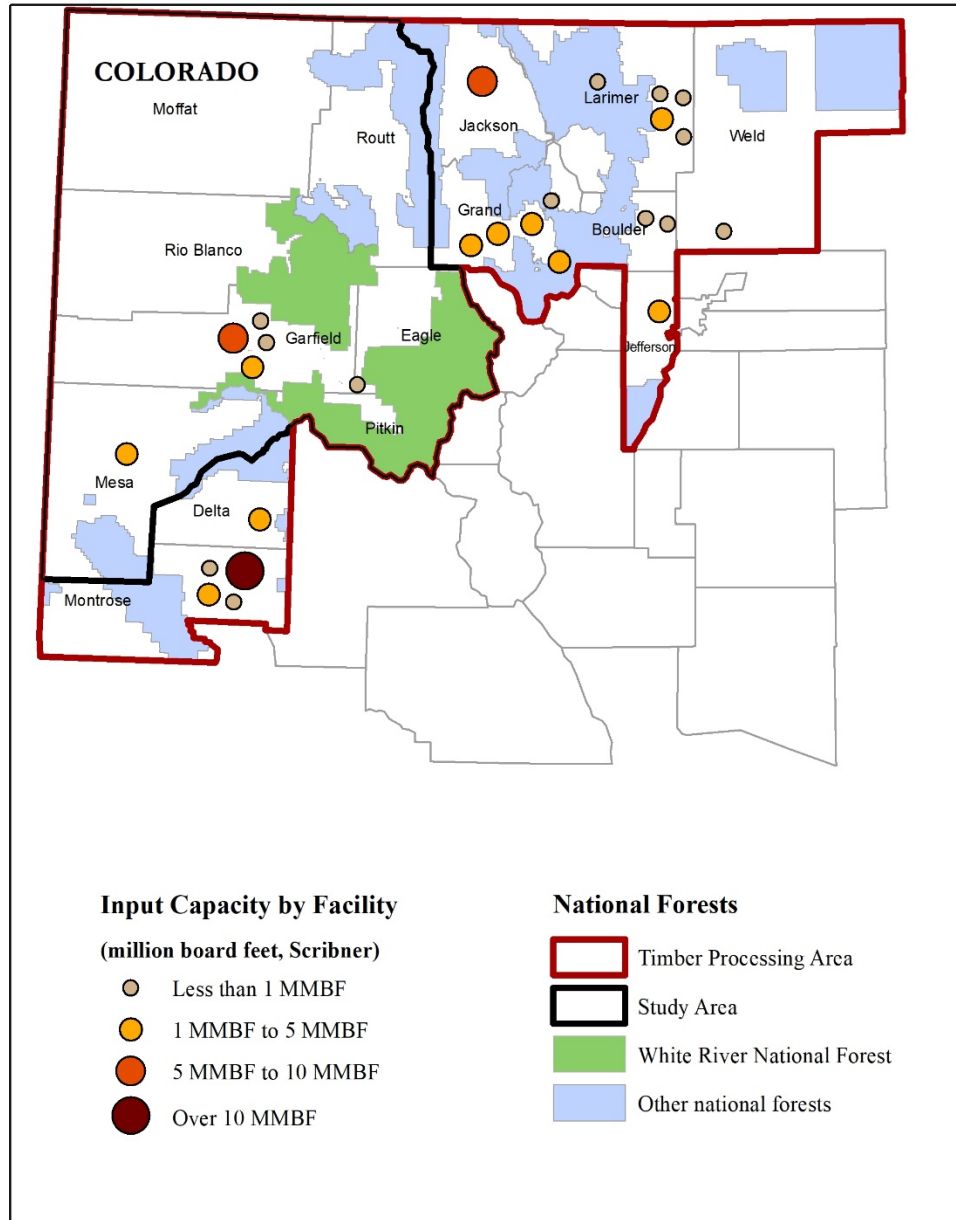 COLORADO
Moffat
Routt
Jackson
Larimer
Weld
Grand
Boulder
Rio Blanco
Garfield
Eagle
Jefferson
Pitkin
Mesa
Delta
Montrose
Input Capacity by Facility
(million board feet, Scribner)
Less than 1 MMBF
1 MMBF to 5 MMBF
5 MMBF to 10 MMBF
Over 10 MMBF
National Forests
Timber Processing Area
Study Area
White River National Forest
Other national forests